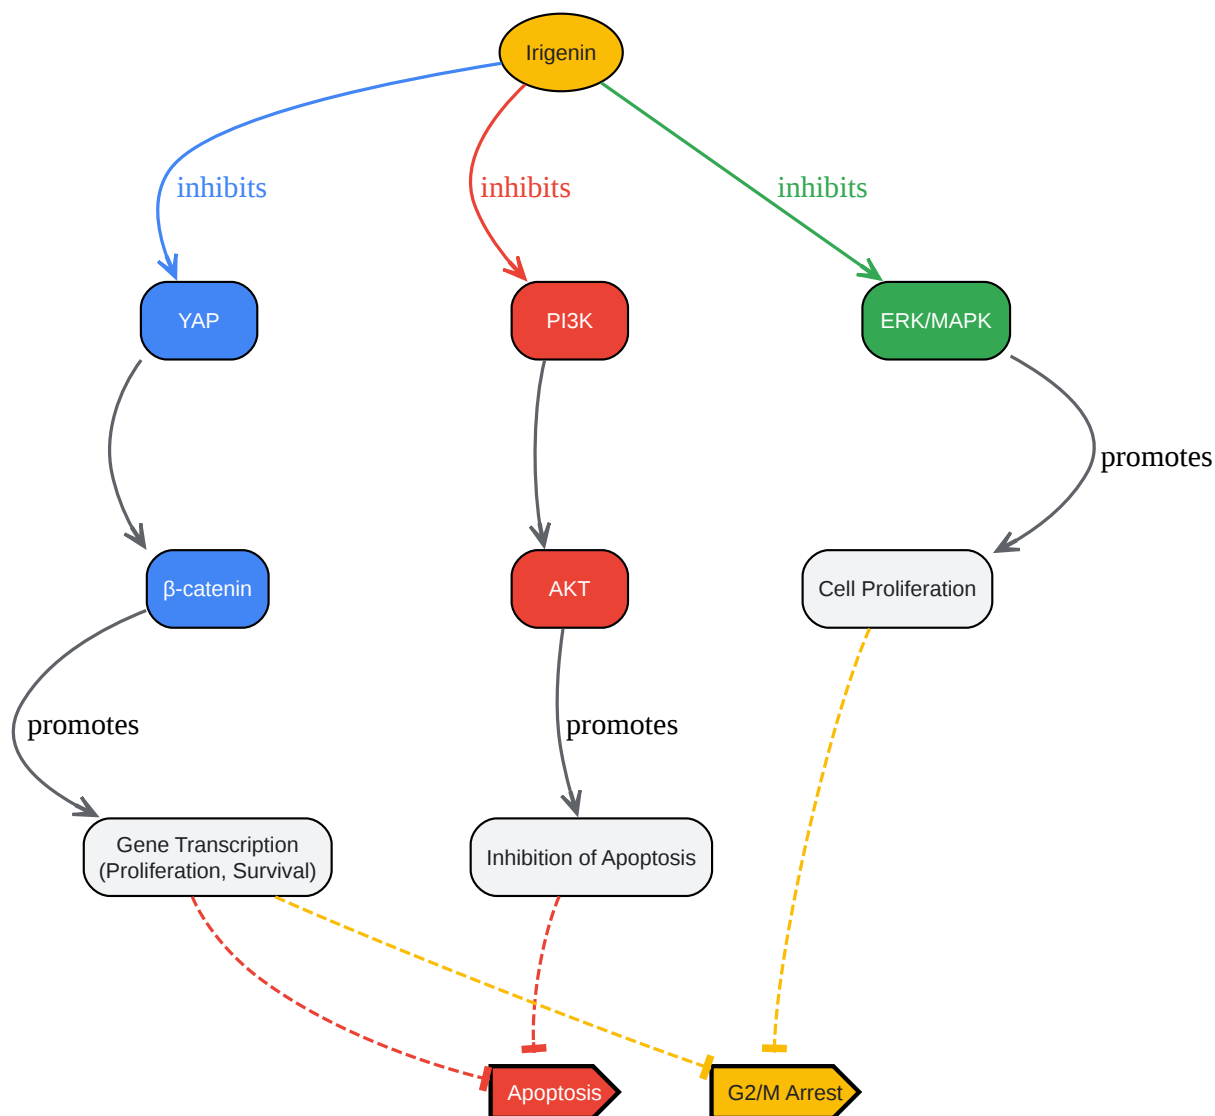 Irigenin
inhibits
inhibits
inhibits
YAP
PI3K
ERK/MAPK
promotes
β-catenin
AKT
Cell Proliferation
promotes
promotes
Gene Transcription
(Proliferation, Survival)
Inhibition of Apoptosis
Apoptosis
G2/M Arrest